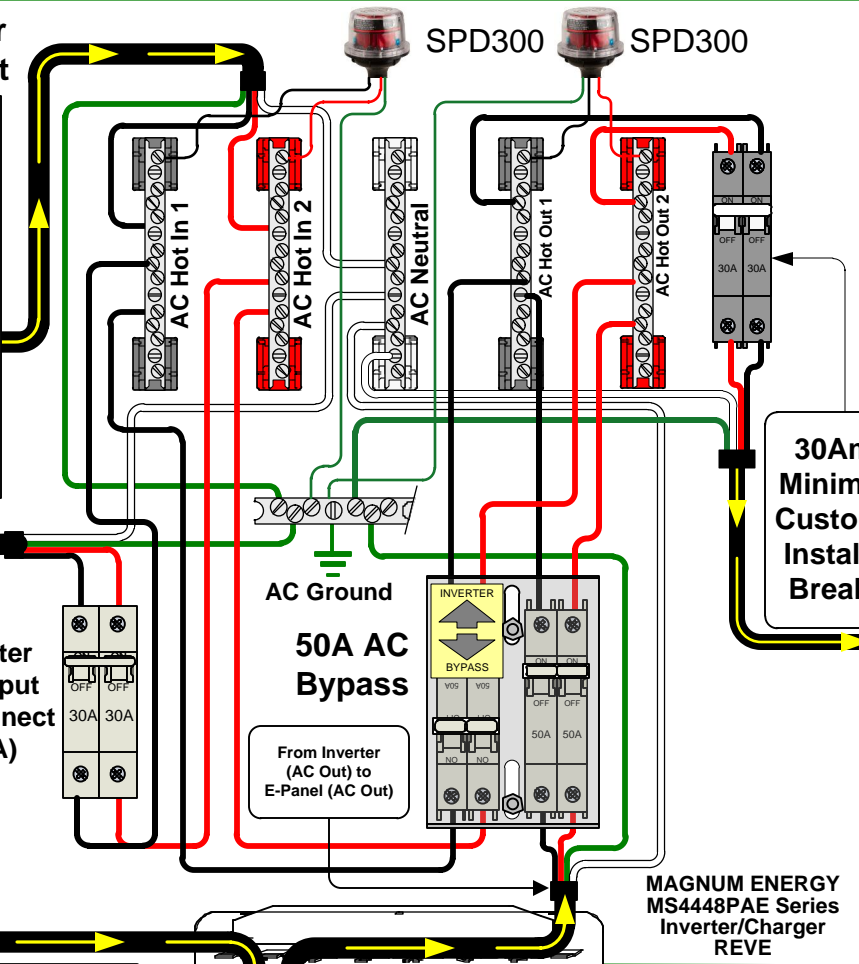 SPD300
SPD300
AC Hot In 1
AC Hot In 2
AC Neutral
AC Hot Out 1
AC Hot Out 2
ON
ON
OFF
OFF
30A
30A
AC Ground
50A AC
Bypass
INVERTER
BYPASS
50A
50A
ON
ON
ON
OFF
OFF
50A
50A
OFF
OFF
30A
30A
From Inverter
(AC Out) to
E-Panel (AC Out)
MAGNUM ENERGY
MS4448PAE Series
Inverter/Charger
REVE